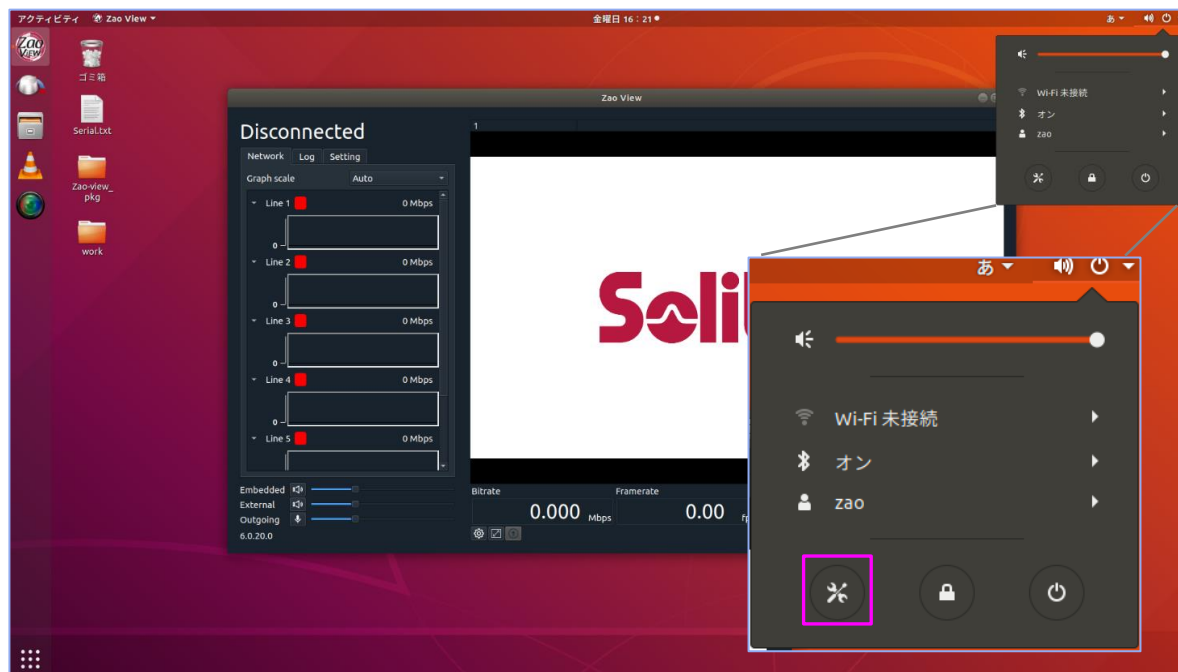 アクティビティ Zao View
金曜日 16：21
あ
Zao View
ゴミ箱
Serial.txt
Zao-view_
pkg
work
Zao View
Disconnected
Network Log Setting
Graph scale Auto
Line 1 0 Mbps
0
Line 2 0 Mbps
0
Line 3 0 Mbps
0
Line 4 0 Mbps
0
Line 5 0 Mbps
Embedded
External
Outgoing
6.0.20.0
1
Soli
Bitrate Framerate
0.000 Mbps 0.00
Wi-Fi 未接続
オン
zao
あ
Wi-Fi 未接続
オン
zao